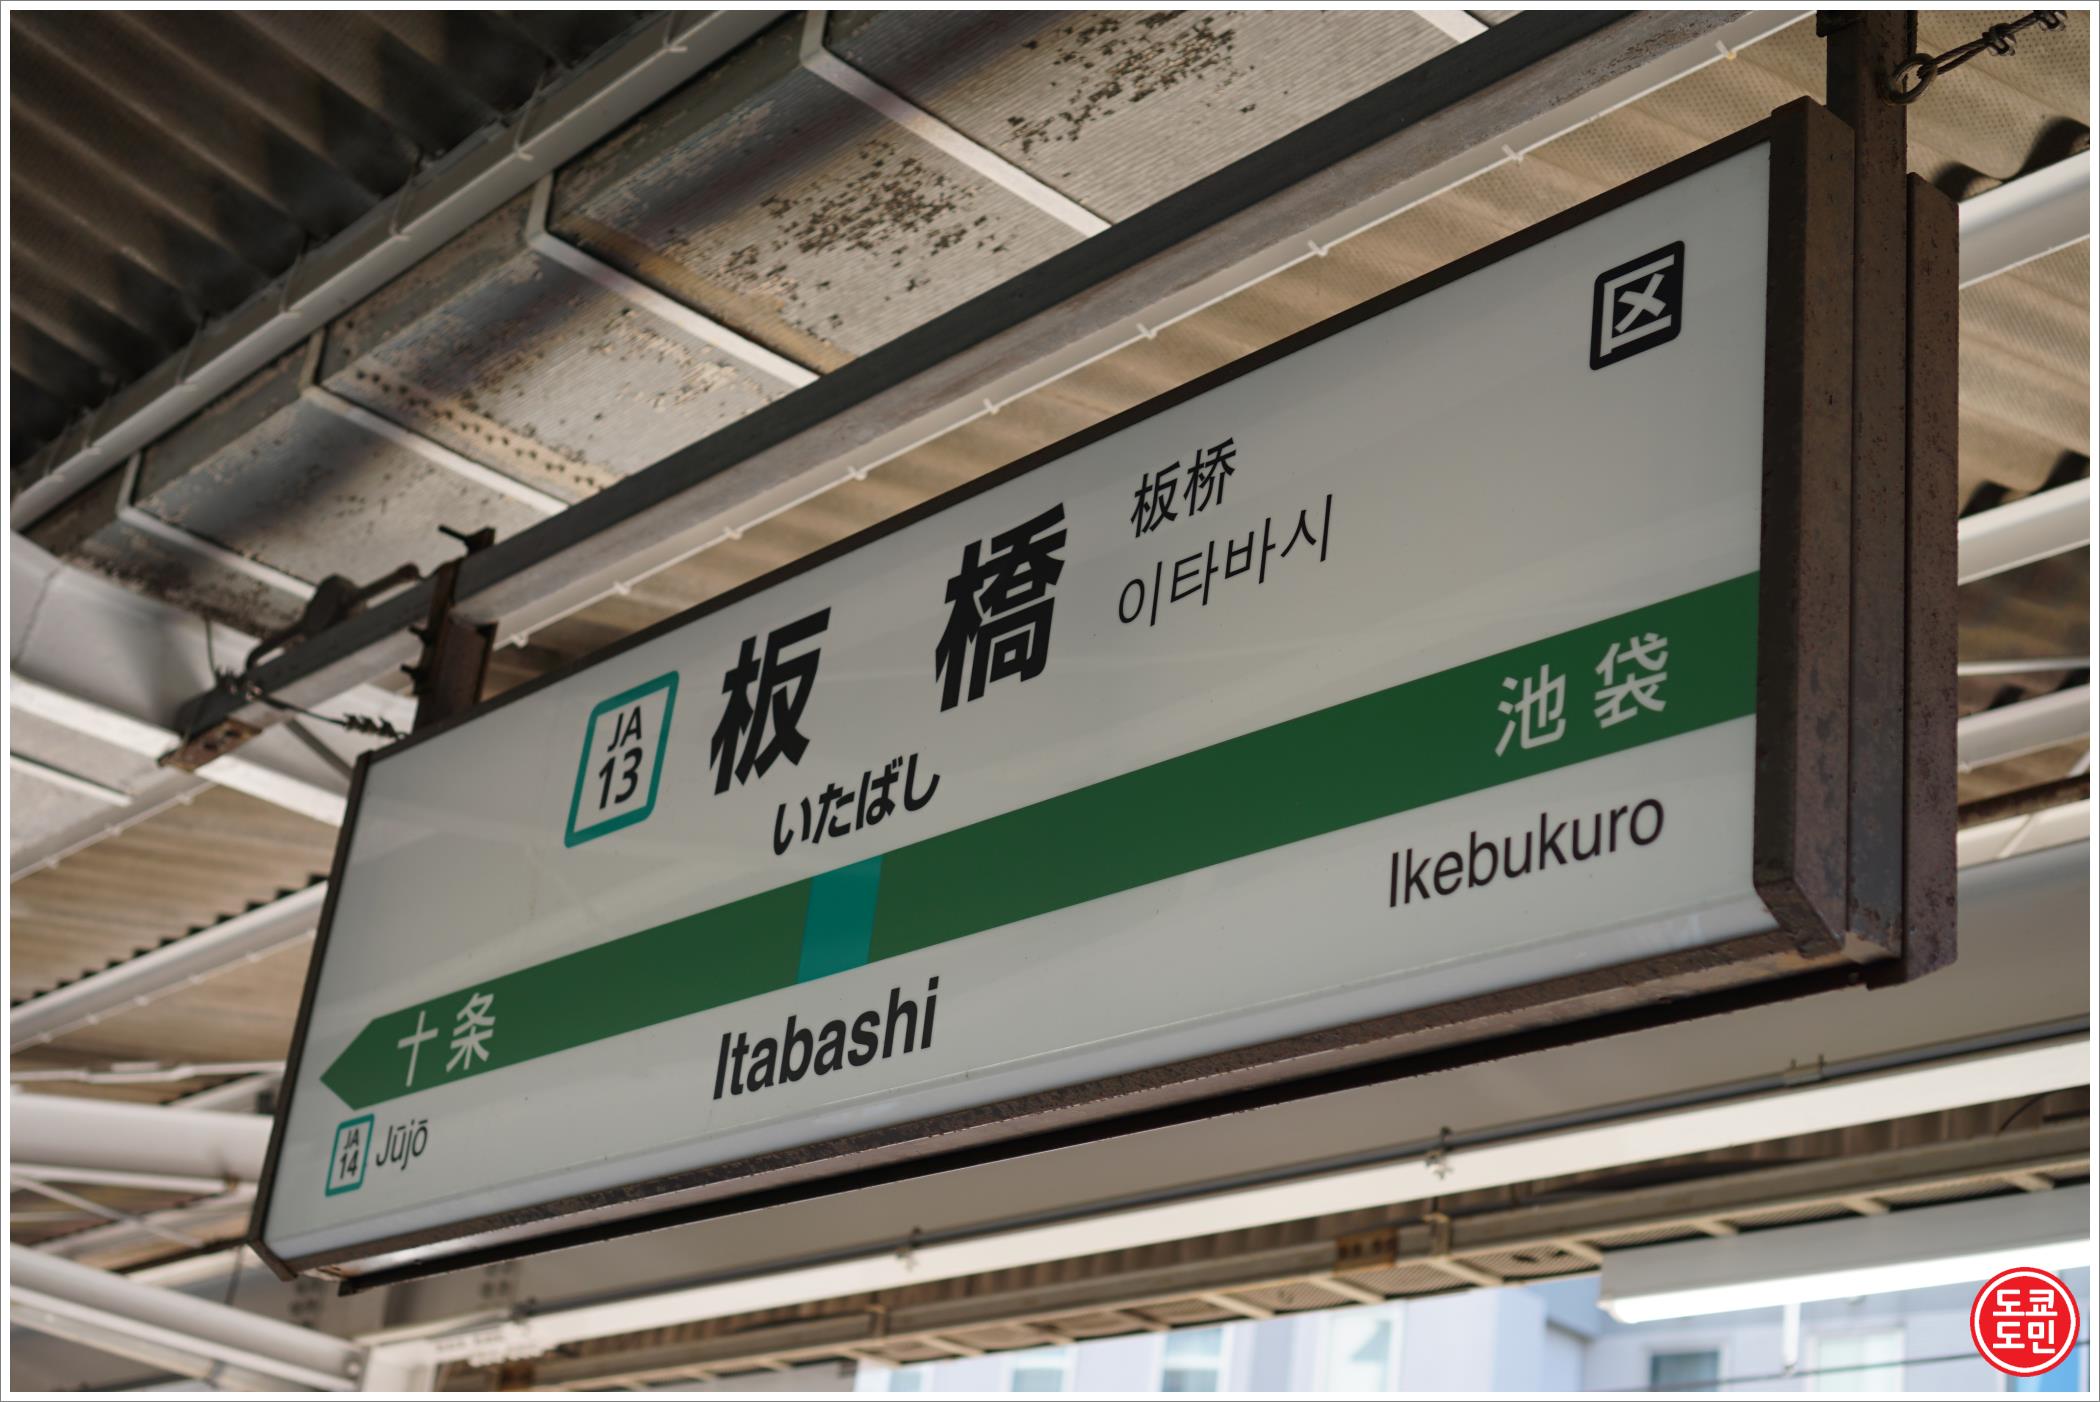 区
板桥
이타바시
JA
13
板橋
いたばし
十条
池袋
JA
14
Jūjō
Itabashi
Ikebukuro
도쿄
도민